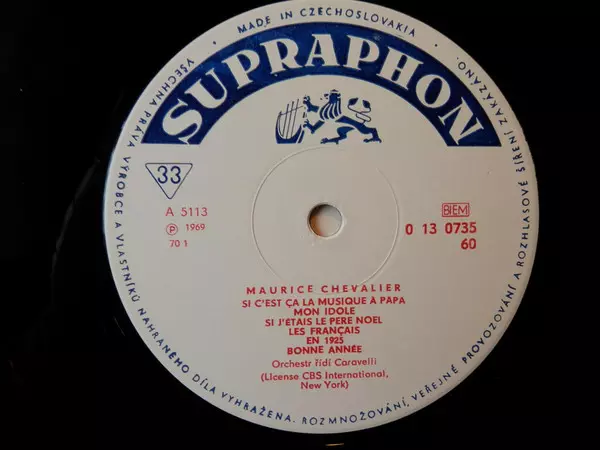 MADE IN CZECHOSLOVAKIA
VŠECHNA PRÁVA VÝROBCE A VLASTNÍKŮ NAHRANÉHO DÍLA VYHRAŽENA. ROZMNOŽOVÁNÍ, VEŘEJNÉ PROVOZOVÁNÍ A ROZHLASOVÉ ŠÍŘENÍ ZAKÁZÁNO
SUPRAPHON
33
A 5113
Ⓟ 1969
70 1
BIEM
0 13 0735
60
MAURICE CHEVALIER
SI C'EST ÇA LA MUSIQUE À PAPA
MON IDOLE
SI J'ÉTAIS LE PERE NOEL
LES FRANÇAIS
EN 1925
BONNE ANNÉE
Orchestr řídí Caravelli
(License CBS International,
New York)